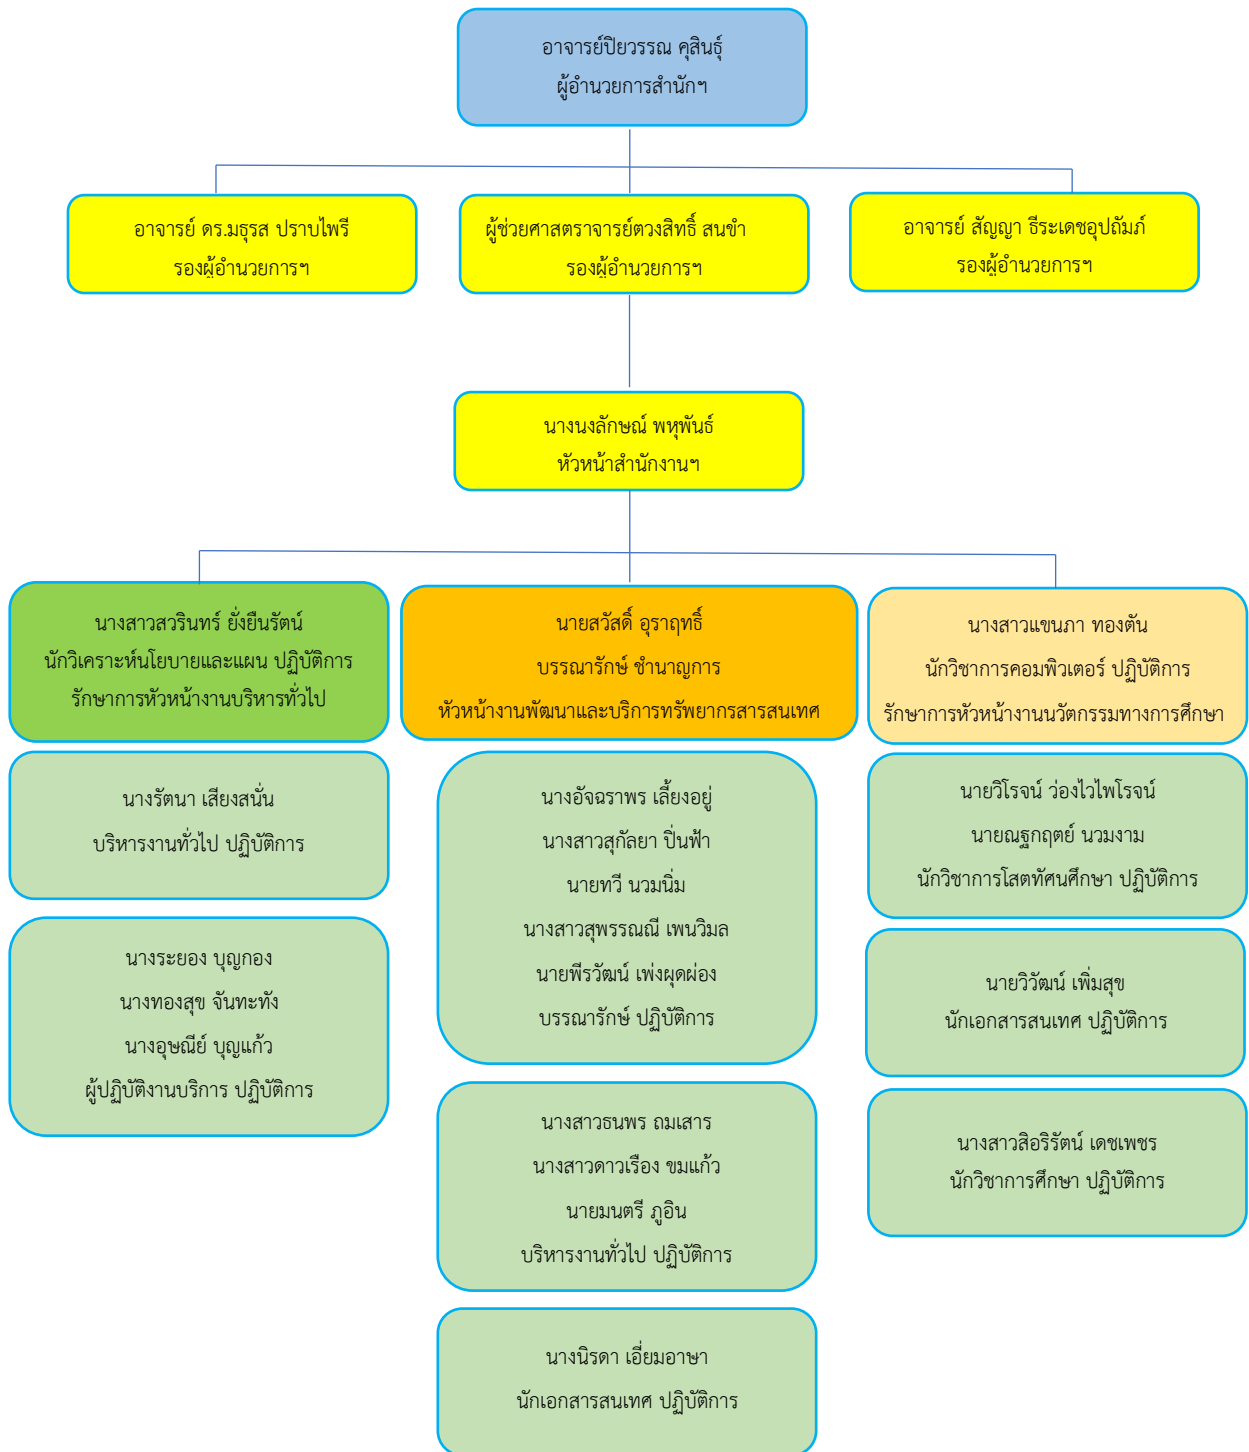 อาจารย์ปิยวรรณ คุสินธุ์
ผู้อำนวยการสำนักฯ
อาจารย์ ดร.มธุรส ปราบไพรี
รองผู้อำนวยการฯ
ผู้ช่วยศาสตราจารย์ตวงสิทธิ์ สนขำ
รองผู้อำนวยการฯ
อาจารย์ สัญญา ธีระเดชอุปถัมภ์
รองผู้อำนวยการฯ
นางนงลักษณ์ พหุพันธ์
หัวหน้าสำนักงานฯ
นางสาวสวรินทร์ ยั่งยืนรัตน์
นักวิเคราะห์นโยบายและแผน ปฏิบัติการ
รักษาการหัวหน้างานบริหารทั่วไป
นางรัตนา เสียงสนั่น
บริหารงานทั่วไป ปฏิบัติการ
นางระยอง บุญกอง
นางทองสุข จันทะทัง
นางอุษณีย์ บุญแก้ว
ผู้ปฏิบัติงานบริการ ปฏิบัติการ
นายสวัสดิ์ อุราฤทธิ์
บรรณารักษ์ ชำนาญการ
หัวหน้างานพัฒนาและบริการทรัพยากรสารสนเทศ
นางอัจฉราพร เลี้ยงอยู่
นางสาวสุกัลยา ปิ่นฟ้า
นายทวี นวมนิ่ม
นางสาวสุพรรณณี เพนวิมล
นายพีรวัฒน์ เพ่งผุดผ่อง
บรรณารักษ์ ปฏิบัติการ
นางสาวธนพร ถมเสาร
นางสาวดาวเรือง ขมแก้ว
นายมนตรี ภูอิน
บริหารงานทั่วไป ปฏิบัติการ
นางนิรดา เอี่ยมอาษา
นักเอกสารสนเทศ ปฏิบัติการ
นางสาวแขนภา ทองตัน
นักวิชาการคอมพิวเตอร์ ปฏิบัติการ
รักษาการหัวหน้างานนวัตกรรมทางการศึกษา
นายวิโรจน์ ว่องไวไพโรจน์
นายณฐกฤตย์ นวมงาม
นักวิชาการโสตทัศนศึกษา ปฏิบัติการ
นายวิวัฒน์ เพิ่มสุข
นักเอกสารสนเทศ ปฏิบัติการ
นางสาวสิอริรัตน์ เดชเพชร
นักวิชาการศึกษา ปฏิบัติการ